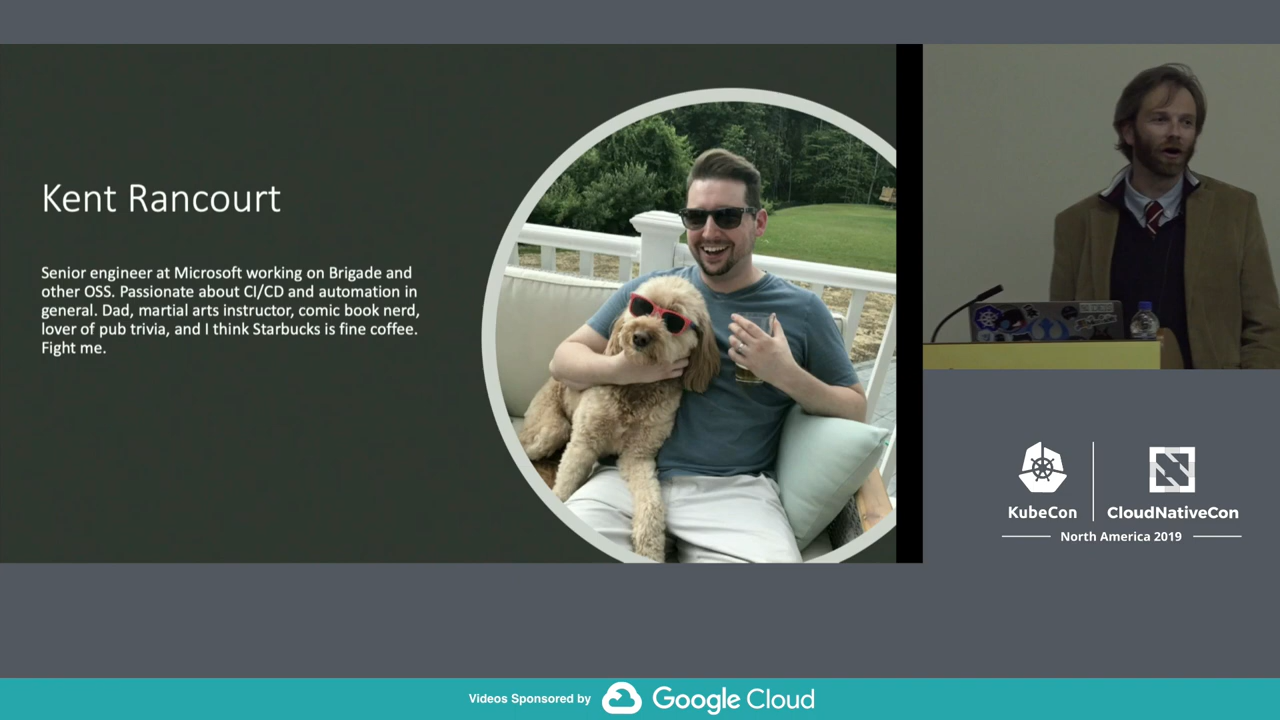 Kent Rancourt
Senior engineer at Microsoft working on Brigade and
other OSS. Passionate about CI/CD and automation in
general. Dad, martial arts instructor, comic book nerd,
lover of pub trivia, and I think Starbucks is fine coffee.
Fight me.
KubeCon
CloudNativeCon
North America 2019
Videos Sponsored by
Google Cloud